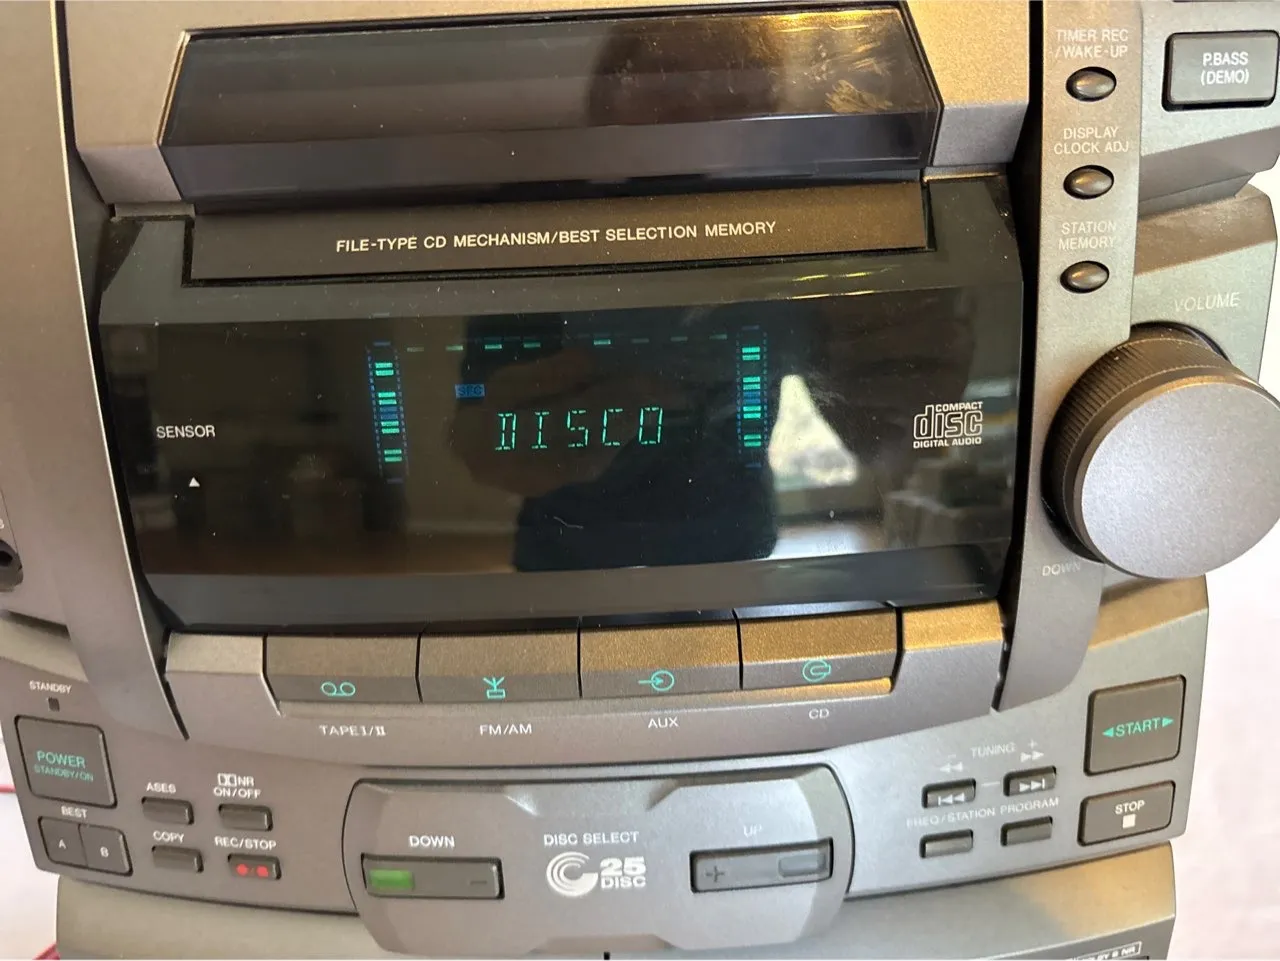 TIMER REC
/WAKE-UP
P.BASS
(DEMO)
DISPLAY
CLOCK ADJ
STATION
MEMORY
FILE-TYPE CD MECHANISM/BEST SELECTION MEMORY
VOLUME
SENSOR
DISCO
COMPACT
disc
DIGITAL AUDIO
DOWN
STANDBY
TAPE I/II
FM/AM
AUX
CD
POWER
STANDBY/ON
◀START▶
TUNING
ASES
NR
ON/OFF
BEST
A
B
COPY
REC/STOP
FREQ/STATION
PROGRAM
STOP
DOWN
DISC SELECT
UP
25
DISC